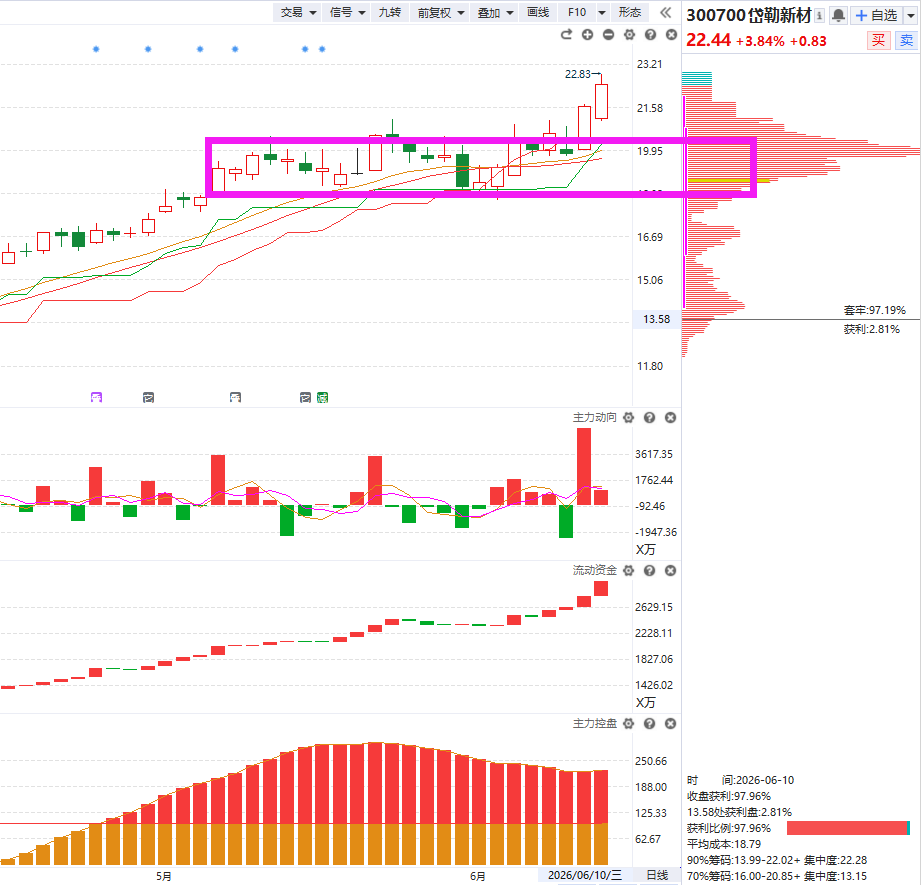 交易 信号 九转 前复权 叠加 画线 F10 形态
300700岱勒新材
自选
22.44 +3.84% +0.83
买 卖
22.83
23.21
21.58
19.95
16.69
15.06
13.58
11.80
套牢:97.19%
获利:2.81%
主力动向
3617.35
1762.44
-92.46
-1947.36
X万
流动资金
2629.15
2228.11
1827.06
1426.02
X万
主力控盘
250.66
188.00
125.33
62.67
时 间:2026-06-10
收盘获利:97.96%
13.58处获利盘:2.81%
获利比例:97.96%
平均成本:18.79
90%筹码:13.99-22.02+ 集中度:22.28
70%筹码:16.00-20.85+ 集中度:13.15
5月 6月 2026/06/10/三 日线